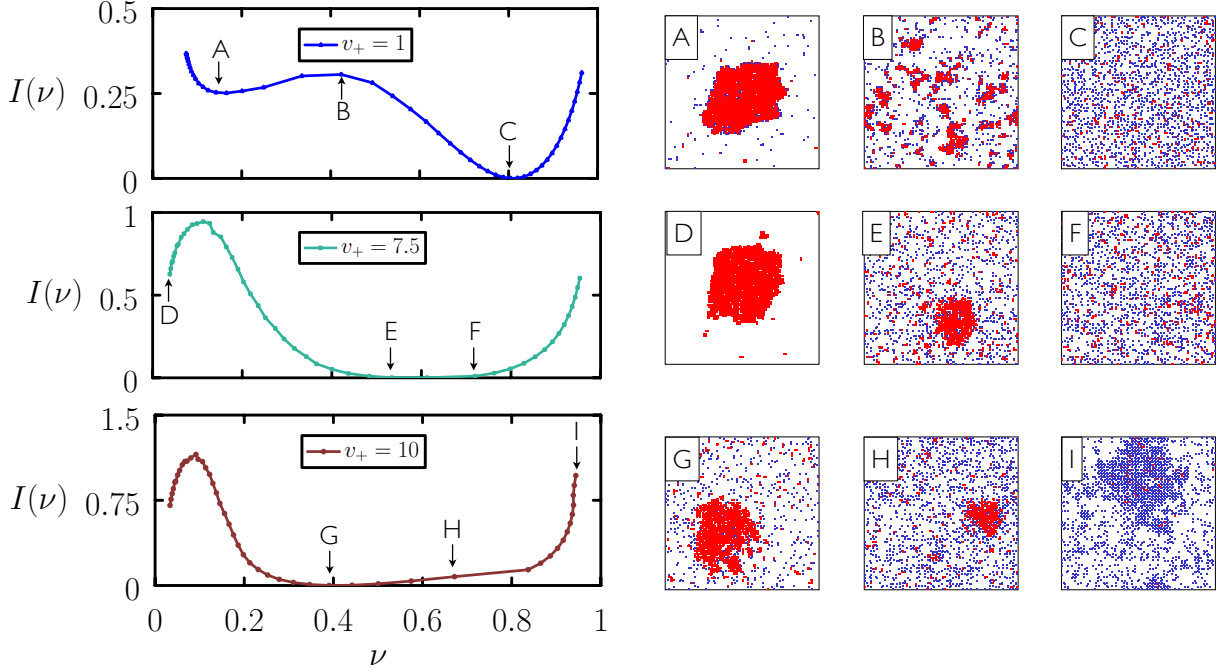 0.5
I(ν)
0.25
0
v₊ = 1
A
B
C
1
I(ν)
0.5
0
v₊ = 7.5
D
E
F
1.5
I(ν)
0.75
0
v₊ = 10
G
H
I
0 0.2 0.4 0.6 0.8 1
ν
A B C
D E F
G H I